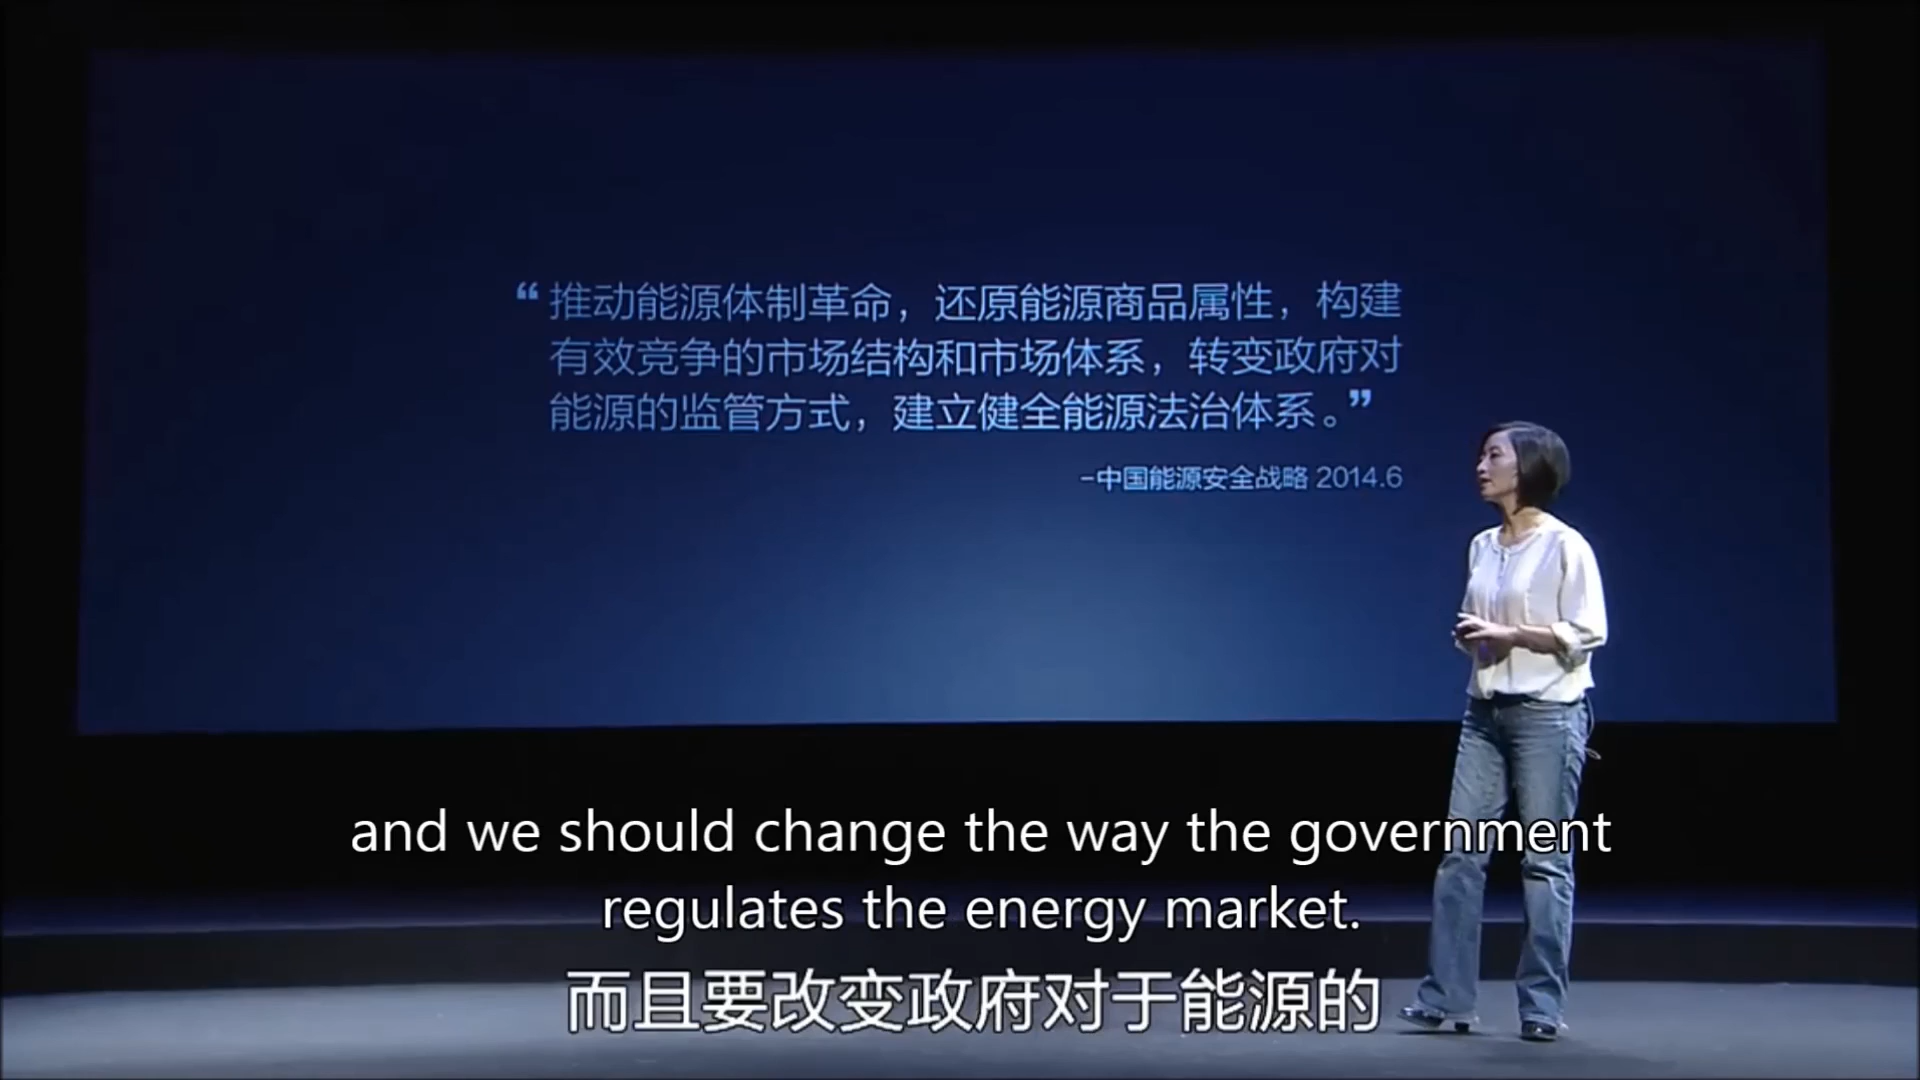 “推动能源体制革命，还原能源商品属性，构建
有效竞争的市场结构和市场体系，转变政府对
能源的监管方式，建立健全能源法治体系。”
–中国能源安全战略 2014.6
and we should change the way the government
regulates the energy market.
而且要改变政府对于能源的